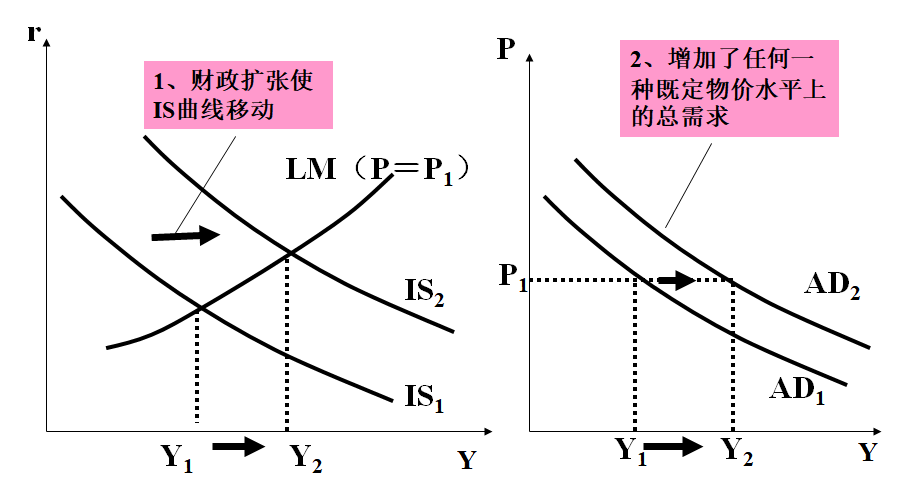 r
1、财政扩张使
IS曲线移动
LM（P＝P1）
IS2
IS1
Y1
Y2
Y
P
2、增加了任何一
种既定物价水平上
的总需求
P1
AD2
AD1
Y1
Y2
Y